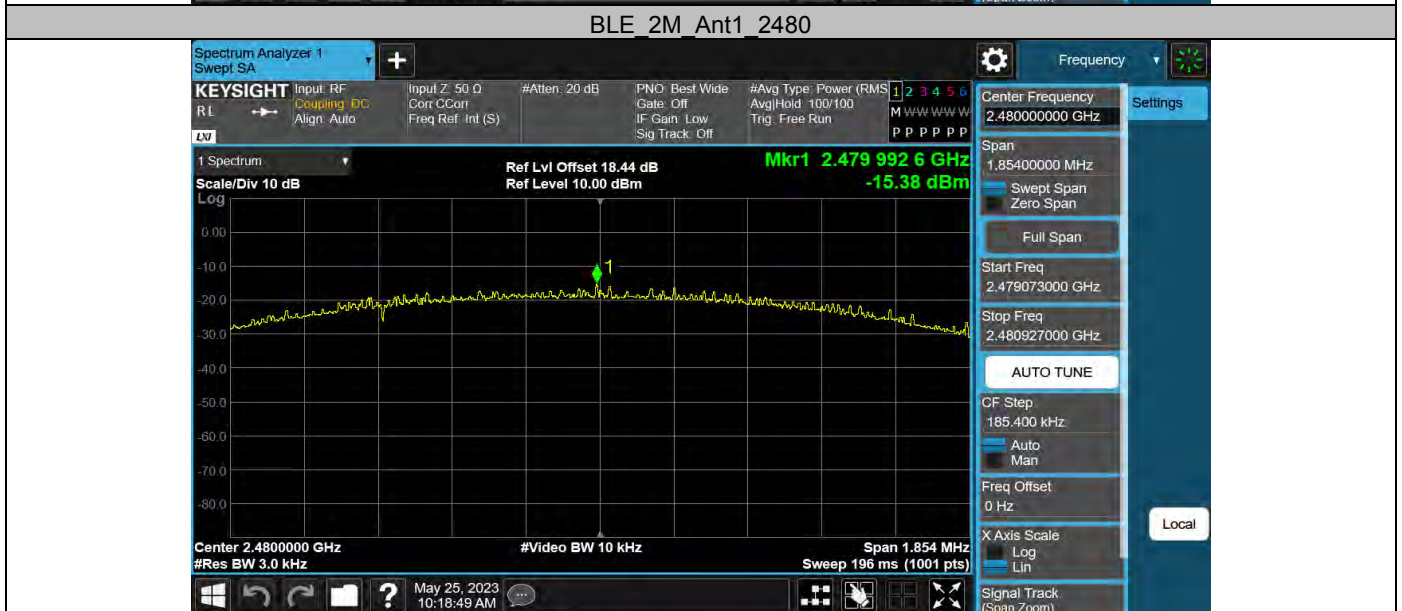 BLE_2M_Ant1_2480
Spectrum Analyzer 1
Swept SA
+
Frequency
KEYSIGHT
RL
LXI
Input: RF
Coupling: DC
Align: Auto
Input Z: 50 Ω
Corr CCorr
Freq Ref: Int (S)
#Atten: 20 dB
PNO: Best Wide
Gate: Off
IF Gain: Low
Sig Track: Off
#Avg Type: Power (RMS
Avg|Hold: 100/100
Trig: Free Run
1 2 3 4 5 6
M W W W W W
P P P P P P
1 Spectrum
Scale/Div 10 dB
Log
Ref Lvl Offset 18.44 dB
Ref Level 10.00 dBm
Mkr1 2.479 992 6 GHz
-15.38 dBm
0.00
-10.0
-20.0
-30.0
-40.0
-50.0
-60.0
-70.0
-80.0
1
Center 2.4800000 GHz
#Res BW 3.0 kHz
#Video BW 10 kHz
Span 1.854 MHz
Sweep 196 ms (1001 pts)
?
May 25, 2023
10:18:49 AM
Center Frequency
2.480000000 GHz
Span
1.85400000 MHz
Swept Span
Zero Span
Full Span
Start Freq
2.479073000 GHz
Stop Freq
2.480927000 GHz
AUTO TUNE
CF Step
185.400 kHz
Auto
Man
Freq Offset
0 Hz
X Axis Scale
Log
Lin
Signal Track
(Span Zoom)
Settings
Local